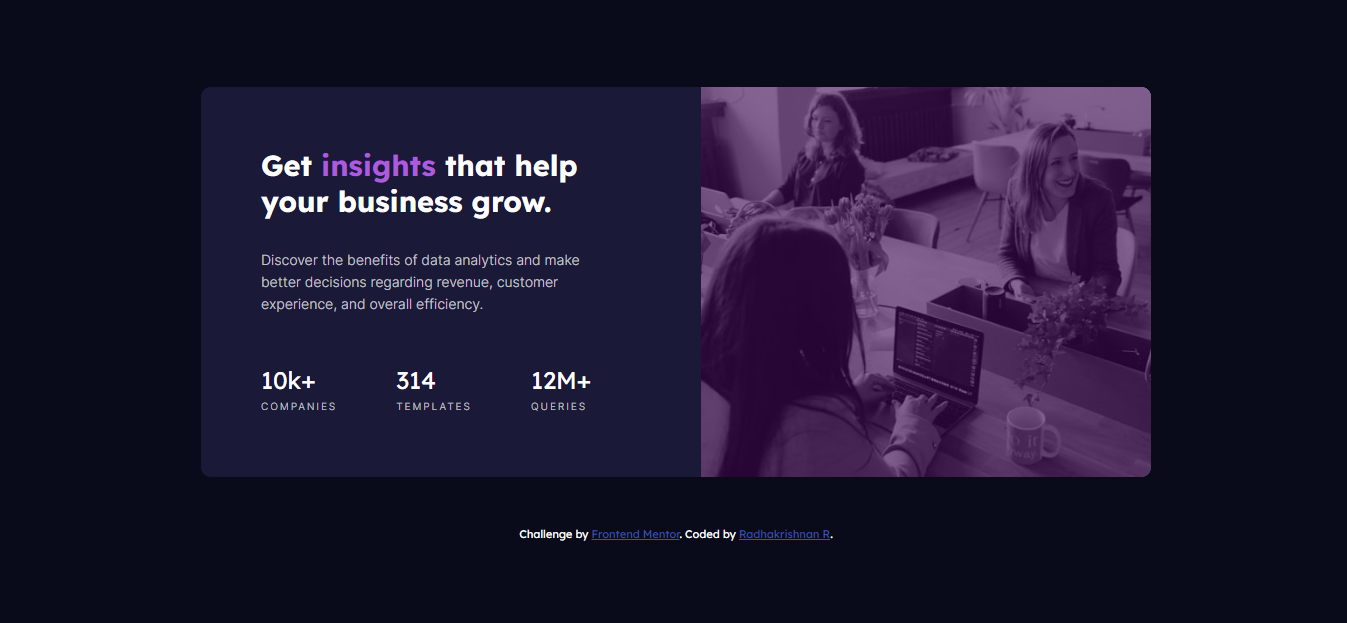 Get insights that help
your business grow.
Discover the benefits of data analytics and make
better decisions regarding revenue, customer
experience, and overall efficiency.
10k+ 314 12M+
COMPANIES TEMPLATES QUERIES
Challenge by Frontend Mentor. Coded by Radhakrishnan R.